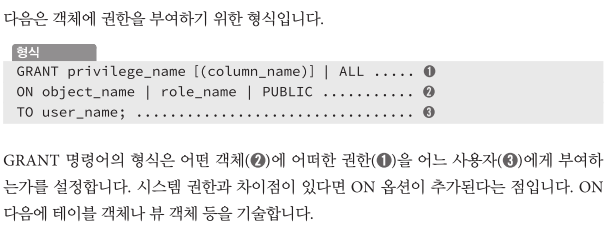 다음은 객체에 권한을 부여하기 위한 형식입니다.
형식
GRANT privilege_name [(column_name)] | ALL ..... ❶
ON object_name | role_name | PUBLIC ........... ❷
TO user_name; ................................. ❸
GRANT 명령어의 형식은 어떤 객체(❷)에 어떠한 권한(❶)을 어느 사용자(❸)에게 부여하
는가를 설정합니다. 시스템 권한과 차이점이 있다면 ON 옵션이 추가된다는 점입니다. ON
다음에 테이블 객체나 뷰 객체 등을 기술합니다.